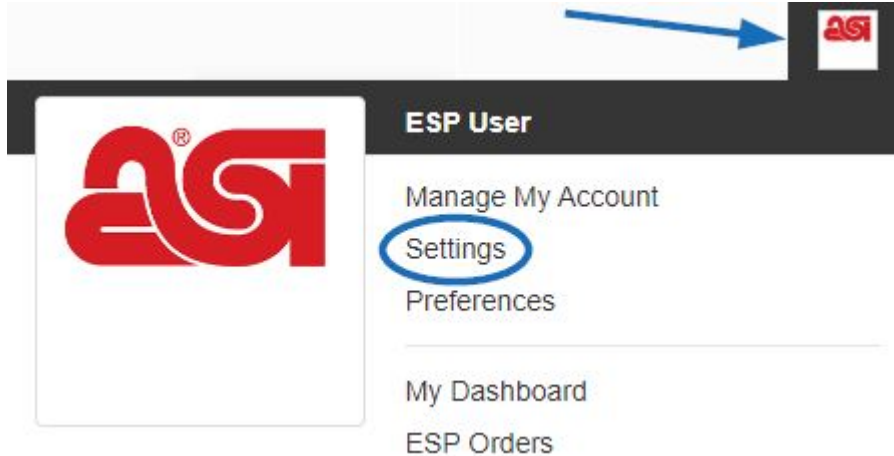 asi
ESP User
asi
®
Manage My Account
Settings
Preferences
My Dashboard
ESP Orders